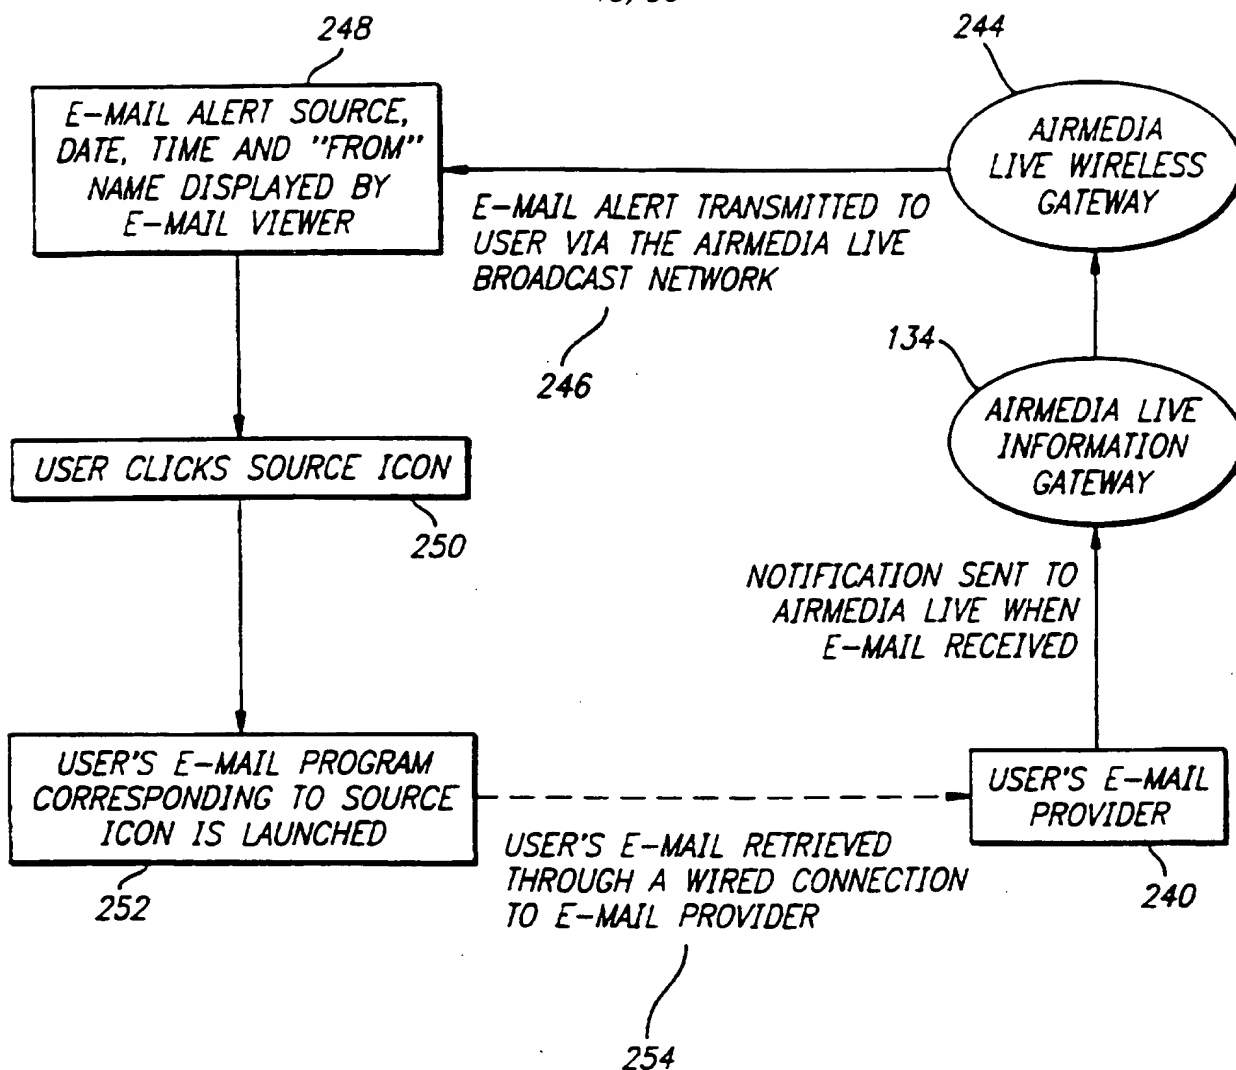 248
244
E-MAIL ALERT SOURCE,
DATE, TIME AND "FROM"
NAME DISPLAYED BY
E-MAIL VIEWER
AIRMEDIA
LIVE WIRELESS
GATEWAY
E-MAIL ALERT TRANSMITTED TO
USER VIA THE AIRMEDIA LIVE
BROADCAST NETWORK
246
134
AIRMEDIA LIVE
INFORMATION
GATEWAY
USER CLICKS SOURCE ICON
250
NOTIFICATION SENT TO
AIRMEDIA LIVE WHEN
E-MAIL RECEIVED
USER'S E-MAIL PROGRAM
CORRESPONDING TO SOURCE
ICON IS LAUNCHED
252
USER'S E-MAIL
PROVIDER
240
USER'S E-MAIL RETRIEVED
THROUGH A WIRED CONNECTION
TO E-MAIL PROVIDER
254